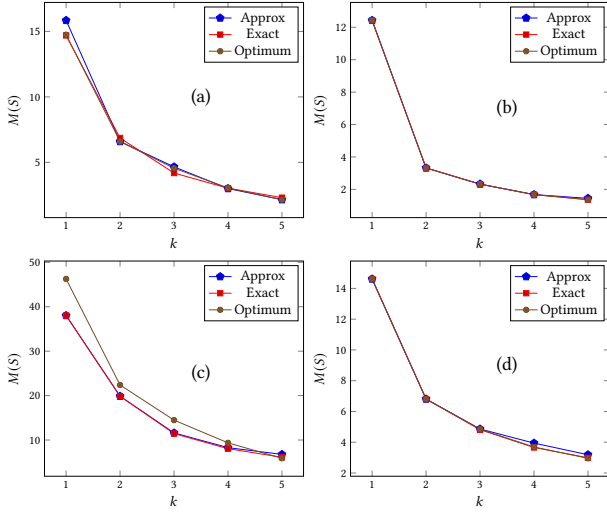 15
10
5
M(S)
Approx
Exact
Optimum
(a)
1 2 3 4 5
k
12
10
8
6
4
2
M(S)
Approx
Exact
Optimum
(b)
1 2 3 4 5
k
50
40
30
20
10
M(S)
Approx
Exact
Optimum
(c)
1 2 3 4 5
k
14
12
10
8
6
4
2
M(S)
Approx
Exact
Optimum
(d)
1 2 3 4 5
k